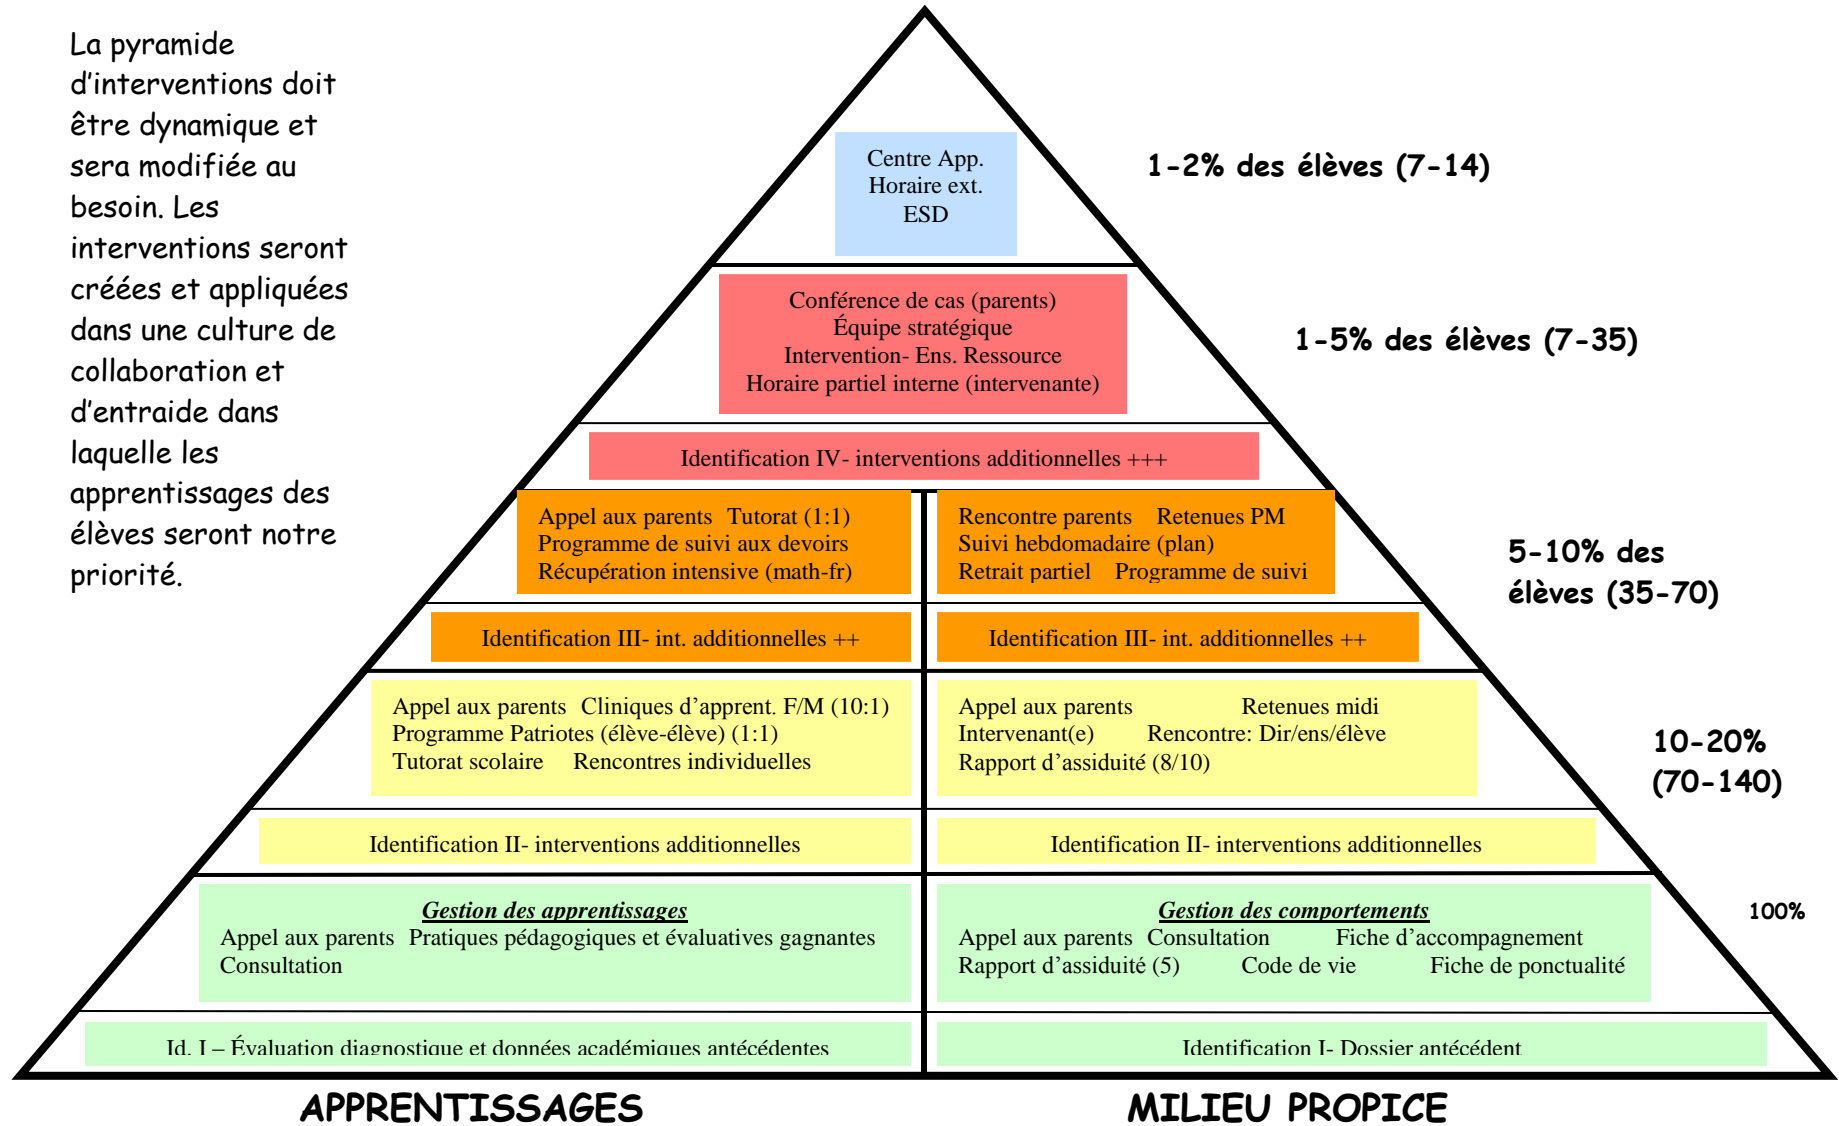 La pyramide
d'interventions doit
être dynamique et
sera modifiée au
besoin. Les
interventions seront
créées et appliquées
dans une culture de
collaboration et
d'entraide dans
laquelle les
apprentissages des
élèves seront notre
priorité.
Centre App.
Horaire ext.
ESD
1-2% des élèves (7-14)
Conférence de cas (parents)
Équipe stratégique
Intervention- Ens. Ressource
Horaire partiel interne (intervenante)
1-5% des élèves (7-35)
Identification IV- interventions additionnelles +++
Appel aux parents Tutorat (1:1)
Programme de suivi aux devoirs
Récupération intensive (math-fr)
Rencontre parents Retenues PM
Suivi hebdomadaire (plan)
Retrait partiel Programme de suivi
5-10% des
élèves (35-70)
Identification III- int. additionnelles ++
Identification III- int. additionnelles ++
Appel aux parents Cliniques d'apprent. F/M (10:1)
Programme Patriotes (élève-élève) (1:1)
Tutorat scolaire Rencontres individuelles
Appel aux parents Retenues midi
Intervenant(e) Rencontre: Dir/ens/élève
Rapport d'assiduité (8/10)
10-20%
(70-140)
Identification II- interventions additionnelles
Identification II- interventions additionnelles
Gestion des apprentissages
Appel aux parents Pratiques pédagogiques et évaluatives gagnantes
Consultation
Gestion des comportements
Appel aux parents Consultation Fiche d'accompagnement
Rapport d'assiduité (5) Code de vie Fiche de ponctualité
100%
Id. I – Évaluation diagnostique et données académiques antécédentes
Identification I- Dossier antécédent
APPRENTISSAGES
MILIEU PROPICE